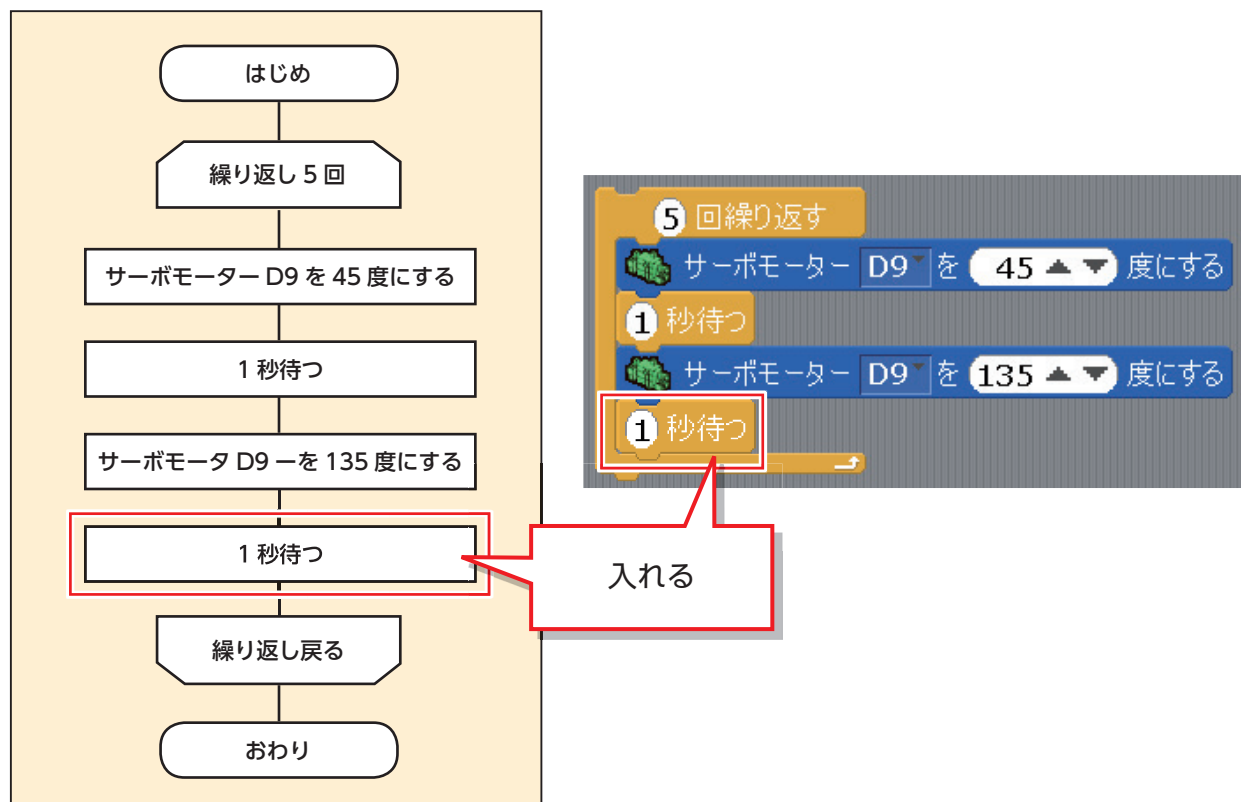 はじめ
繰り返し 5 回
サーボモーター D9 を 45 度にする
1 秒待つ
サーボモータ D9 ーを 135 度にする
1 秒待つ
繰り返し戻る
おわり
5 回繰り返す
サーボモーター D9 を 45 度にする
1 秒待つ
サーボモーター D9 を 135 度にする
1 秒待つ
入れる